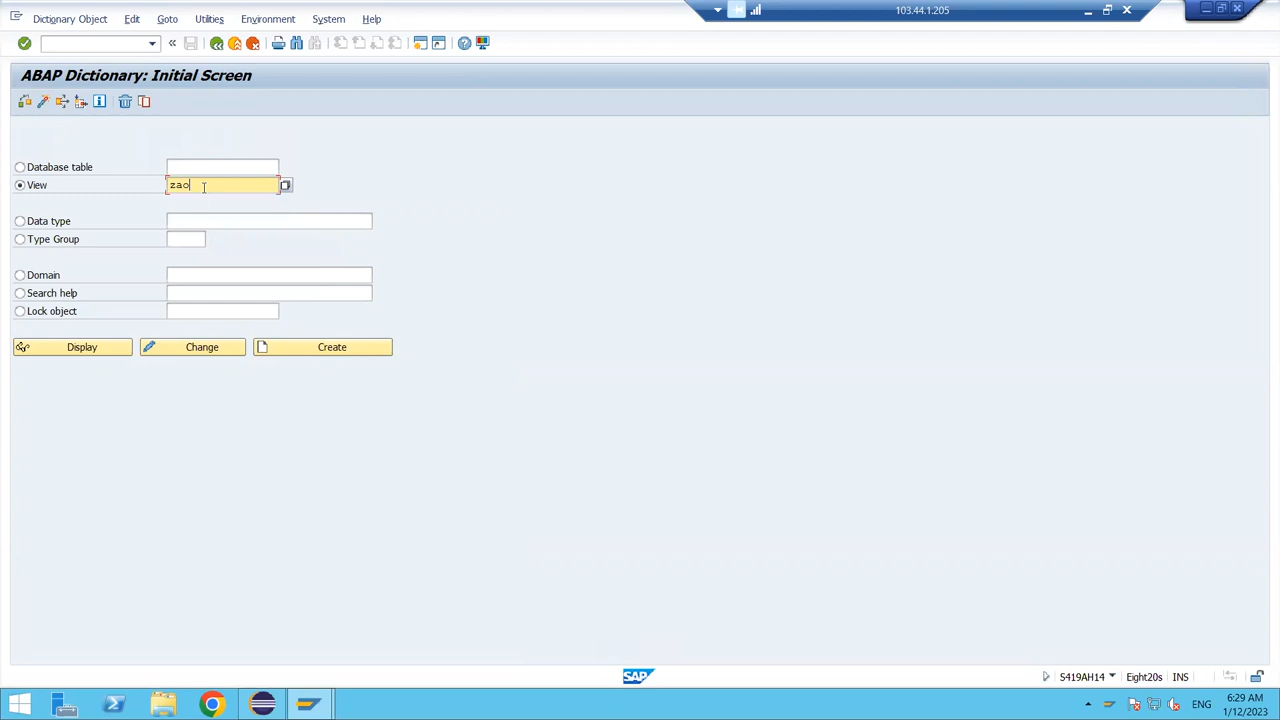 Dictionary Object Edit Goto Utilities Environment System Help
103.44.1.205
ABAP Dictionary: Initial Screen
Database table
View zao
Data type
Type Group
Domain
Search help
Lock object
Display Change Create
SAP
S419AH14 Eight20s INS
ENG
6:29 AM
1/12/2023